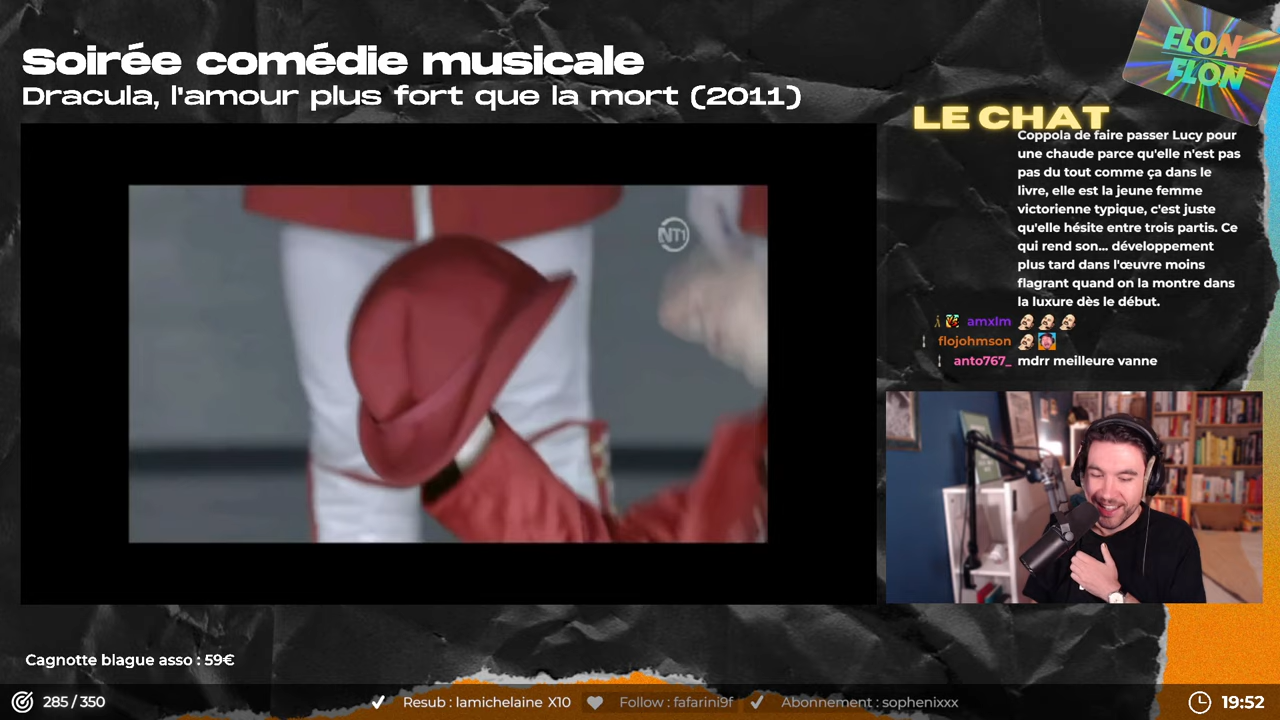 Soirée comédie musicale
Dracula, l'amour plus fort que la mort (2011)
FLON
FLON
LE CHAT
Coppola de faire passer Lucy pour
une chaude parce qu'elle n'est pas
pas du tout comme ça dans le
livre, elle est la jeune femme
victorienne typique, c'est juste
qu'elle hésite entre trois partis. Ce
qui rend son... développement
plus tard dans l'œuvre moins
flagrant quand on la montre dans
la luxure dès le début.
amxlm
flojohmson
anto767_ mdrr meilleure vanne
NT1
Cagnotte blague asso : 59€
285 / 350
Resub : lamichelaine X10
Follow : fafarini9f
Abonnement : sophenixxx
19:52